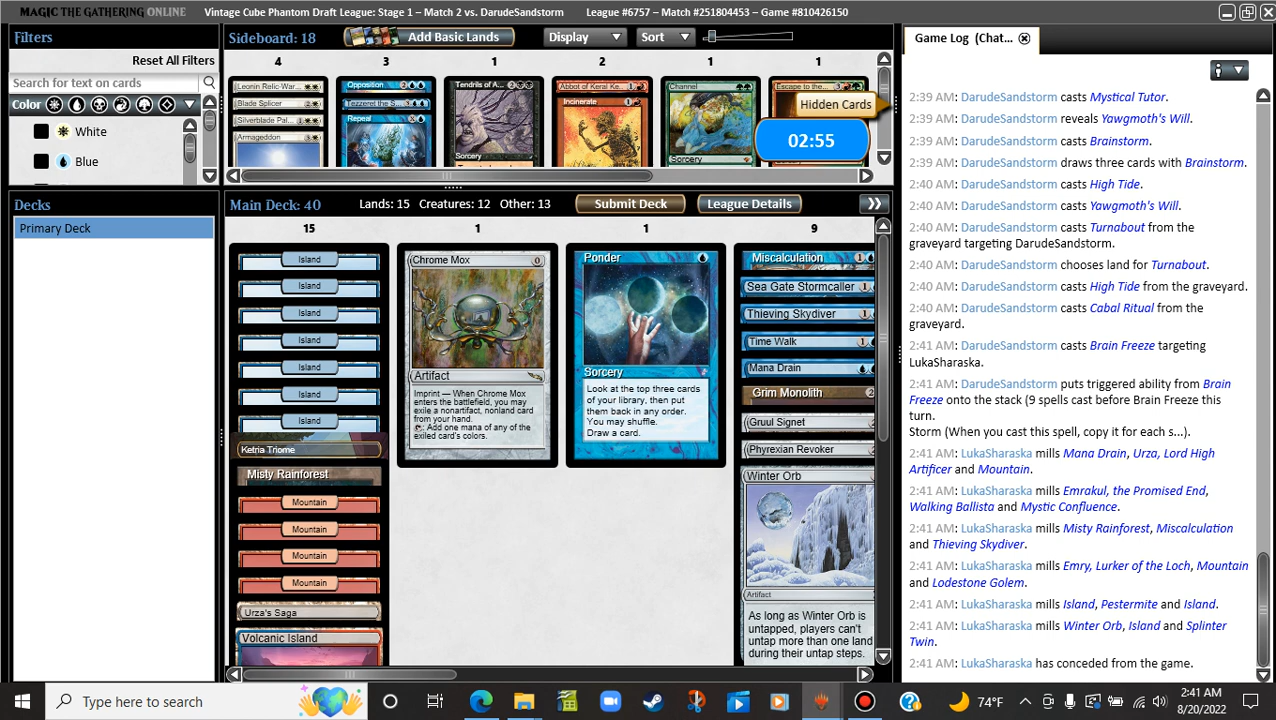 MAGIC THE GATHERING ONLINE
Vintage Cube Phantom Draft League: Stage 1 – Match 2 vs. DarudeSandstorm
League #6757 – Match #251804453 – Game #810426150
Filters
Reset All Filters
Search for text on cards
Color
White
Blue
Sideboard: 18
Add Basic Lands
Display
Sort
4
3
1
2
1
1
Leonin Relic-War...
Blade Splicer
Silverblade Pal...
Armageddon
Opposition
Tezzeret the S...
Repeal
Tendrils of A...
Sorcery
Abbot of Keral Ke...
Incinerate
Channel
Sorcery
Escape to the...
Hidden Cards
02:55
Decks
Primary Deck
Main Deck: 40
Lands: 15
Creatures: 12
Other: 13
Submit Deck
League Details
15
1
1
9
Island
Island
Island
Island
Island
Island
Island
Ketria Triome
Misty Rainforest
Mountain
Mountain
Mountain
Mountain
Urza's Saga
Volcanic Island
Chrome Mox
0
Artifact
Imprint — When Chrome Mox
enters the battlefield, you may
exile a nonartifact, nonland card
from your hand.
: Add one mana of any of the
exiled card's colors.
Ponder
Sorcery
Look at the top three cards
of your library, then put
them back in any order.
You may shuffle.
Draw a card.
Miscalculation
Sea Gate Stormcaller
Thieving Skydiver
Time Walk
Mana Drain
Grim Monolith
Gruul Signet
Phyrexian Revoker
Winter Orb
Artifact
As long as Winter Orb is
untapped, players can't
untap more than one land
during their untap steps.
Game Log (Chat...
2:39 AM: DarudeSandstorm casts Mystical Tutor.
2:39 AM: DarudeSandstorm reveals Yawgmoth's Will.
2:39 AM: DarudeSandstorm casts Brainstorm.
2:39 AM: DarudeSandstorm draws three cards with Brainstorm.
2:40 AM: DarudeSandstorm casts High Tide.
2:40 AM: DarudeSandstorm casts Yawgmoth's Will.
2:40 AM: DarudeSandstorm casts Turnabout from the
graveyard targeting DarudeSandstorm.
2:40 AM: DarudeSandstorm chooses land for Turnabout.
2:40 AM: DarudeSandstorm casts High Tide from the graveyard.
2:40 AM: DarudeSandstorm casts Cabal Ritual from the
graveyard.
2:41 AM: DarudeSandstorm casts Brain Freeze targeting
LukaSharaska.
2:41 AM: DarudeSandstorm puts triggered ability from Brain
Freeze onto the stack (9 spells cast before Brain Freeze this
turn.
Storm (When you cast this spell, copy it for each s...).
2:41 AM: LukaSharaska mills Mana Drain, Urza, Lord High
Artificer and Mountain.
2:41 AM: LukaSharaska mills Emrakul, the Promised End,
Walking Ballista and Mystic Confluence.
2:41 AM: LukaSharaska mills Misty Rainforest, Miscalculation
and Thieving Skydiver.
2:41 AM: LukaSharaska mills Emry, Lurker of the Loch, Mountain
and Lodestone Golem.
2:41 AM: LukaSharaska mills Island, Pestermite and Island.
2:41 AM: LukaSharaska mills Winter Orb, Island and Splinter
Twin.
2:41 AM: LukaSharaska has conceded from the game.
Type here to search
74°F
2:41 AM
8/20/2022